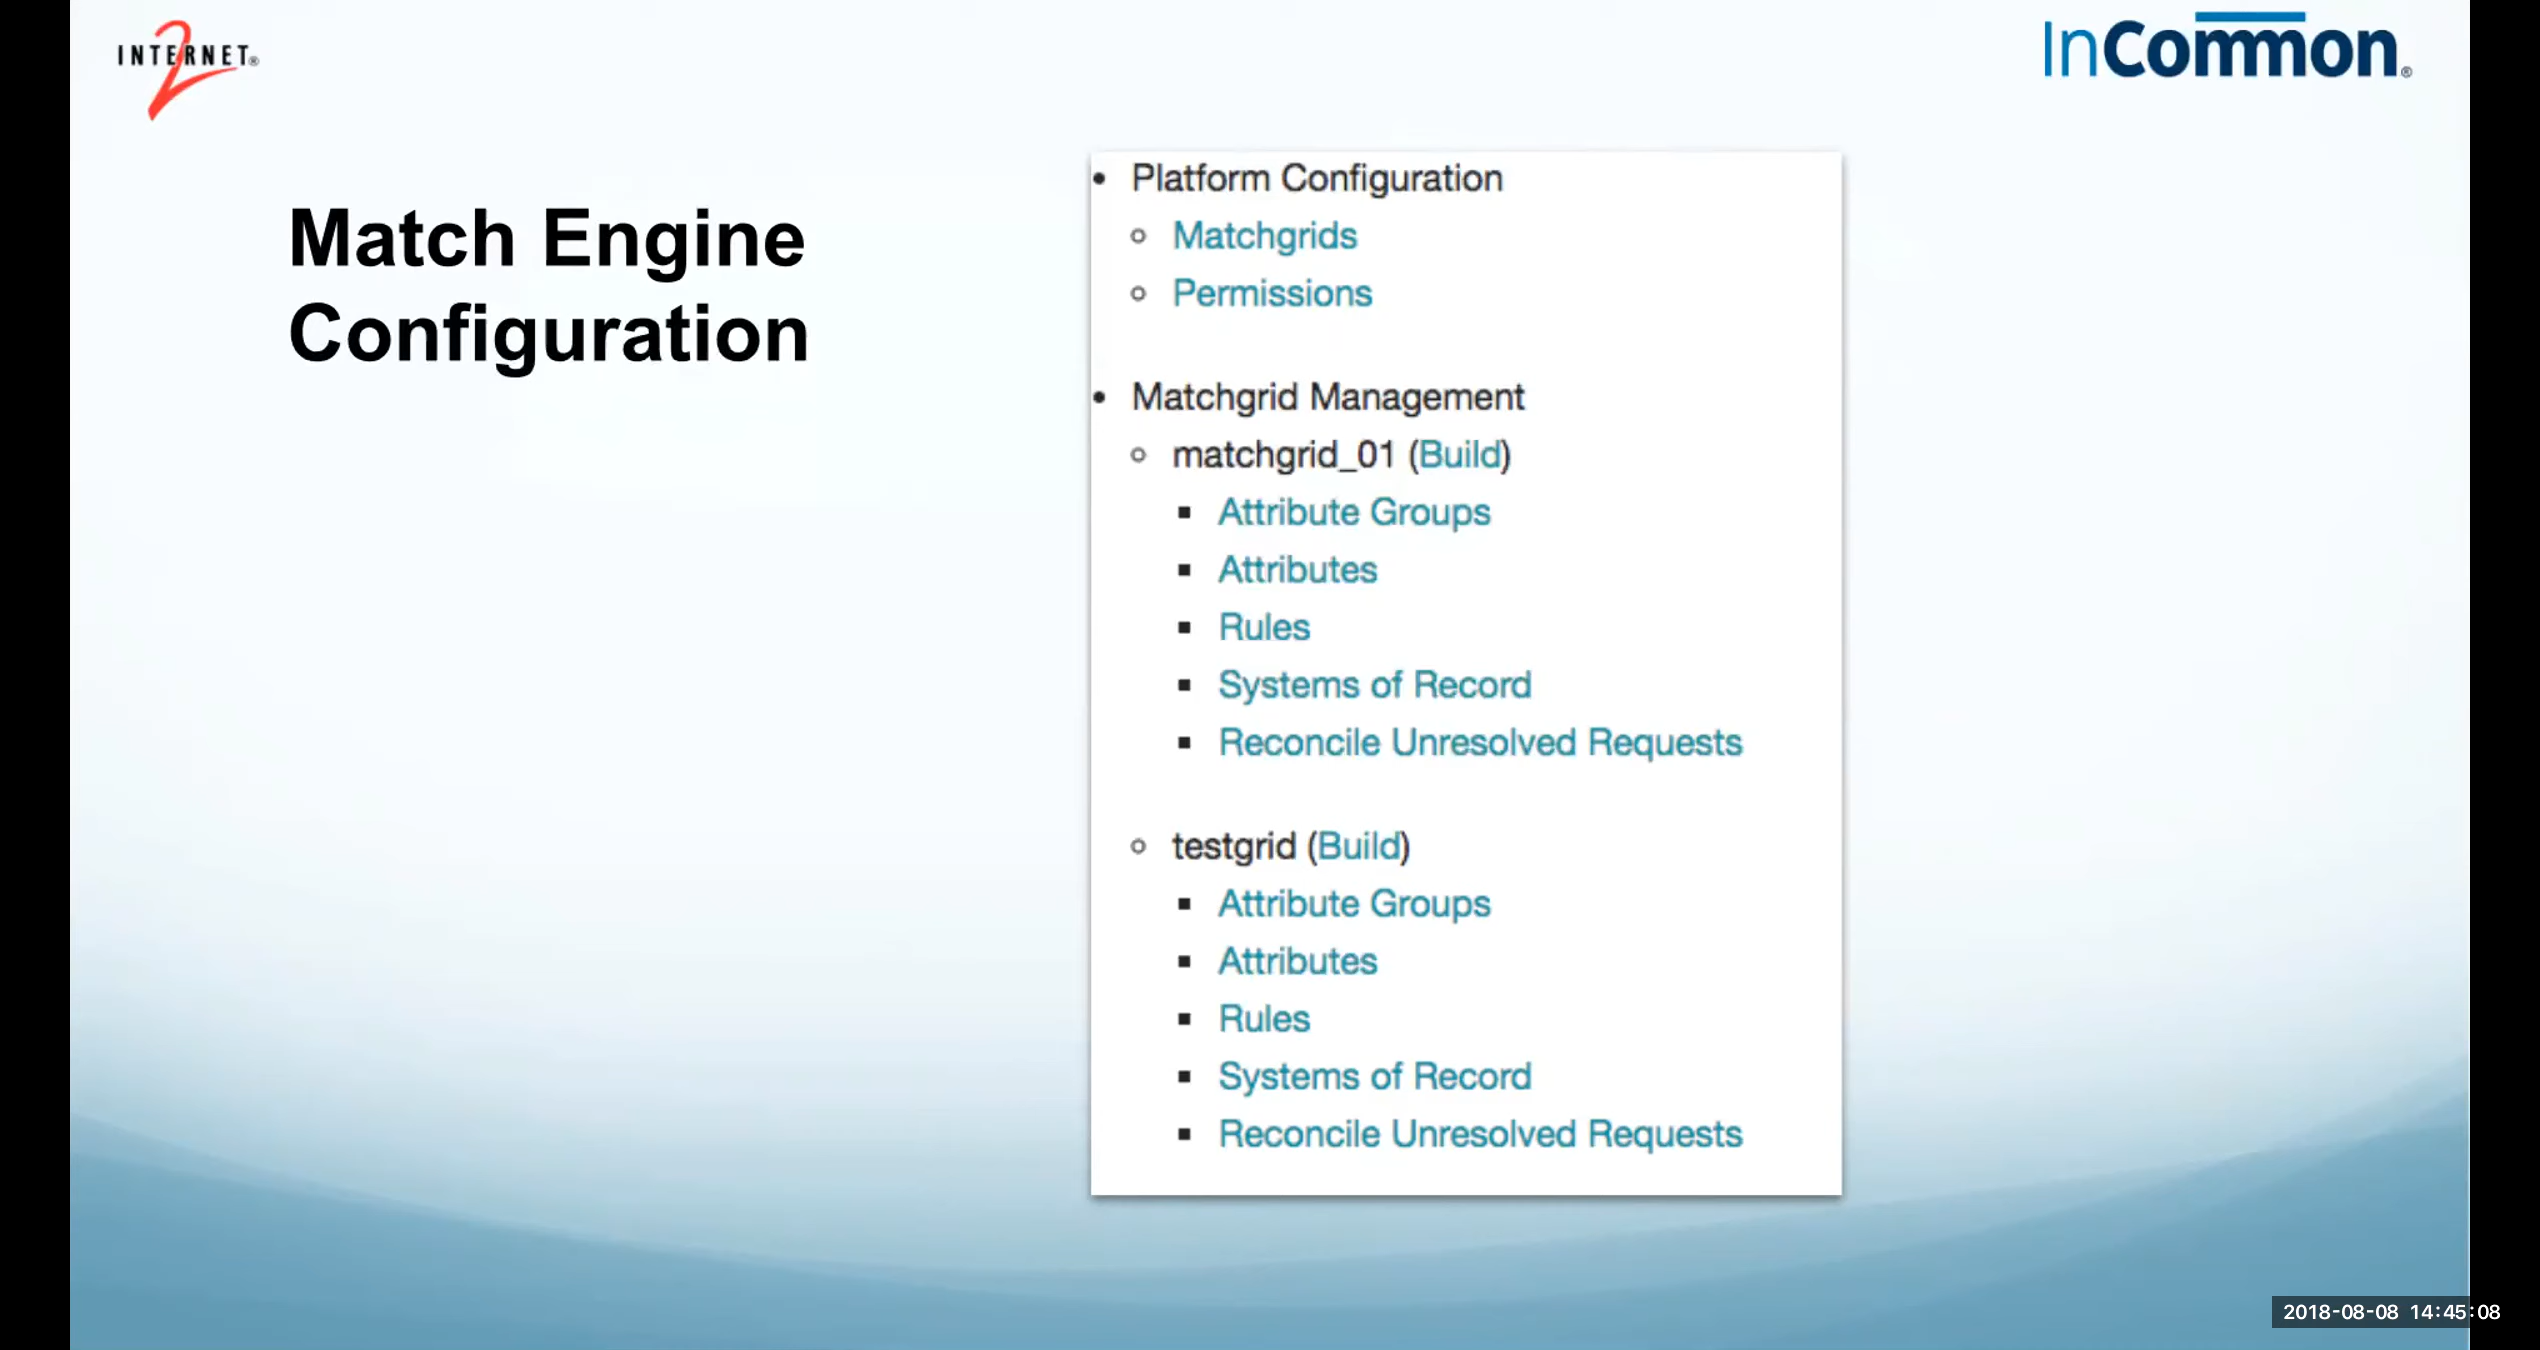 INTERNET®
2
InCommon®
Match Engine
Configuration
• Platform Configuration
○ Matchgrids
○ Permissions
• Matchgrid Management
○ matchgrid_01 (Build)
▪ Attribute Groups
▪ Attributes
▪ Rules
▪ Systems of Record
▪ Reconcile Unresolved Requests
○ testgrid (Build)
▪ Attribute Groups
▪ Attributes
▪ Rules
▪ Systems of Record
▪ Reconcile Unresolved Requests
2018-08-08 14:45:08